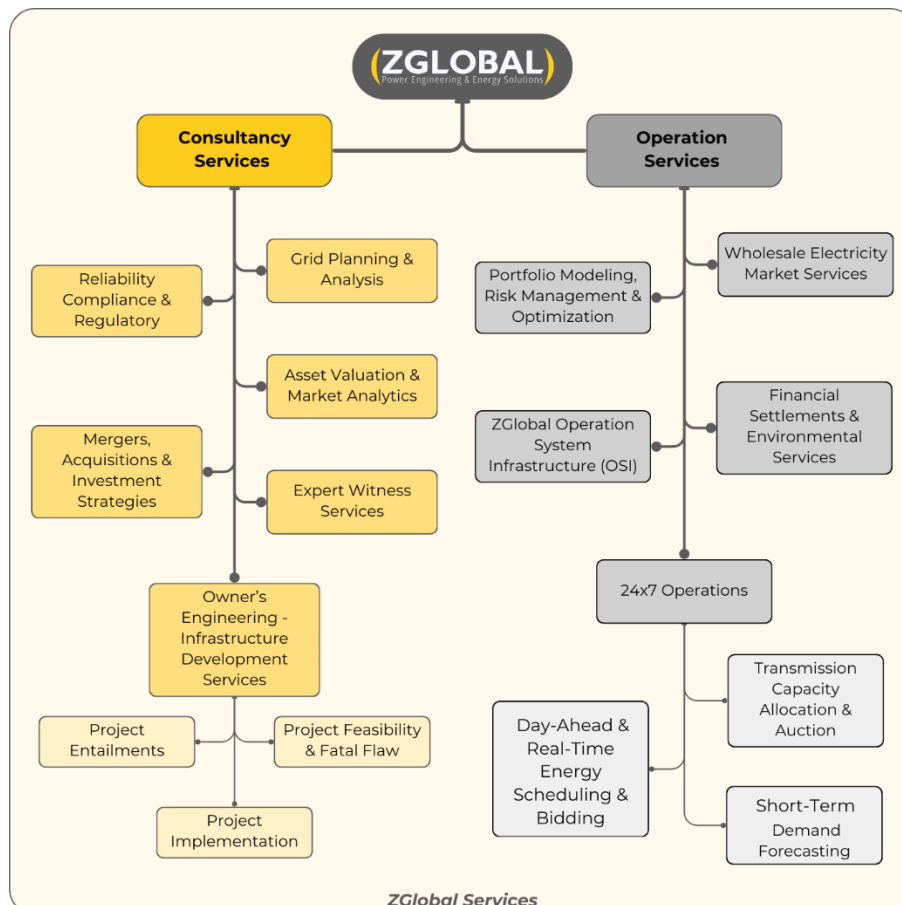 ZGLOBAL
Power Engineering & Energy Solutions
Consultancy
Services
Operation
Services
Grid Planning &
Analysis
Reliability
Compliance &
Regulatory
Asset Valuation &
Market Analytics
Mergers,
Acquisitions &
Investment
Strategies
Expert Witness
Services
Owner’s
Engineering -
Infrastructure
Development
Services
Project
Entailments
Project Feasibility
& Fatal Flaw
Project
Implementation
Wholesale Electricity
Market Services
Portfolio Modeling,
Risk Management &
Optimization
Financial
Settlements &
Environmental
Services
ZGlobal Operation
System
Infrastructure (OSI)
24x7 Operations
Transmission
Capacity
Allocation &
Auction
Day-Ahead &
Real-Time
Energy
Scheduling &
Bidding
Short-Term
Demand
Forecasting
ZGlobal Services